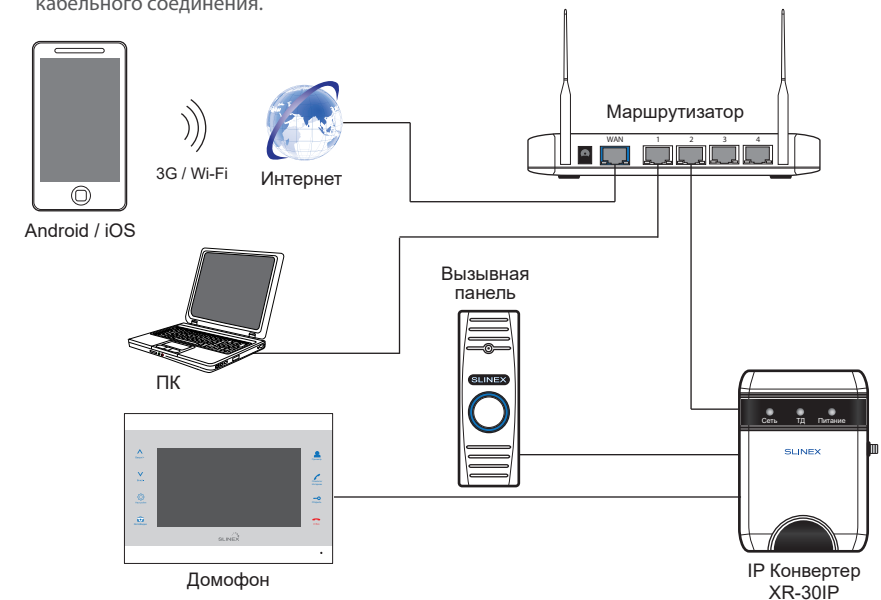 кабельного соединения.
Маршрутизатор
WAN 1 2 3 4
3G / Wi-Fi
Интернет
Android / iOS
Вызывная
панель
SLINEX
ПК
Сеть ТД Питание
SLINEX
SLINEX
Домофон
IP Конвертер
XR-30IP